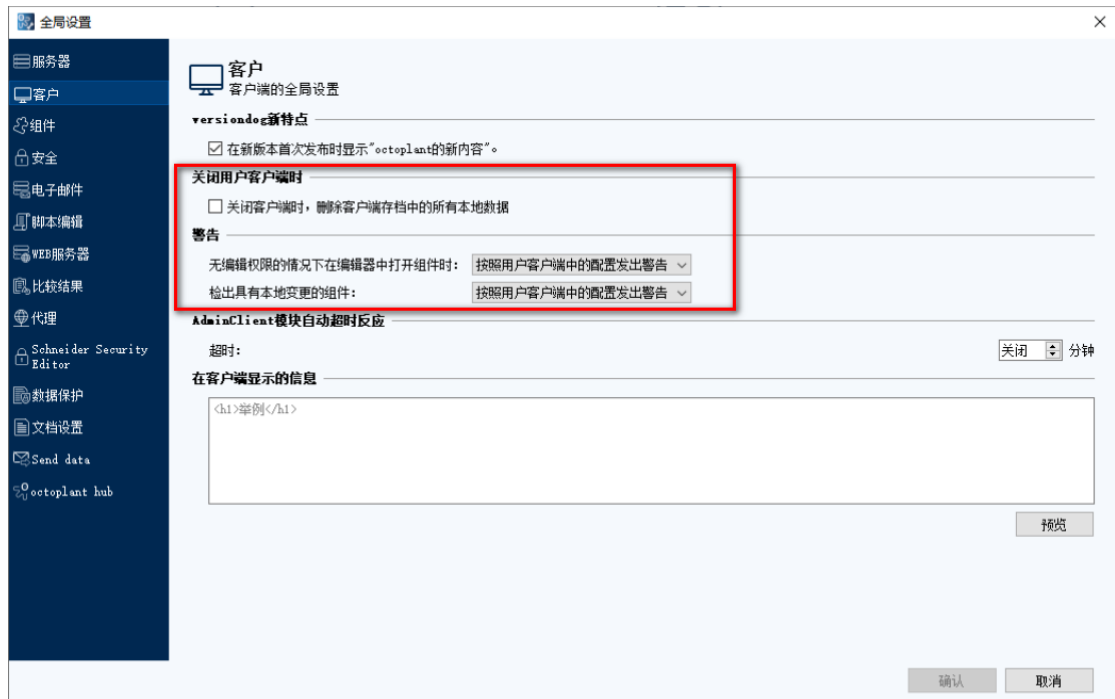 全局设置
服务器
客户
组件
安全
电子邮件
脚本编辑
WEB服务器
比较结果
代理
Schneider Security
Editor
数据保护
文档设置
Send data
octoplant hub
客户
客户端的全局设置
versiondog新特点
在新版本首次发布时显示"octoplant的新内容"。
关闭用户客户端时
关闭客户端时，删除客户端存档中的所有本地数据
警告
无编辑权限的情况下在编辑器中打开组件时： 按照用户客户端中的配置发出警告
检出具有本地变更的组件： 按照用户客户端中的配置发出警告
AdminClient模块自动超时反应
超时： 关闭 分钟
在客户端显示的信息
<h1>举例</h1>
预览
确认 取消